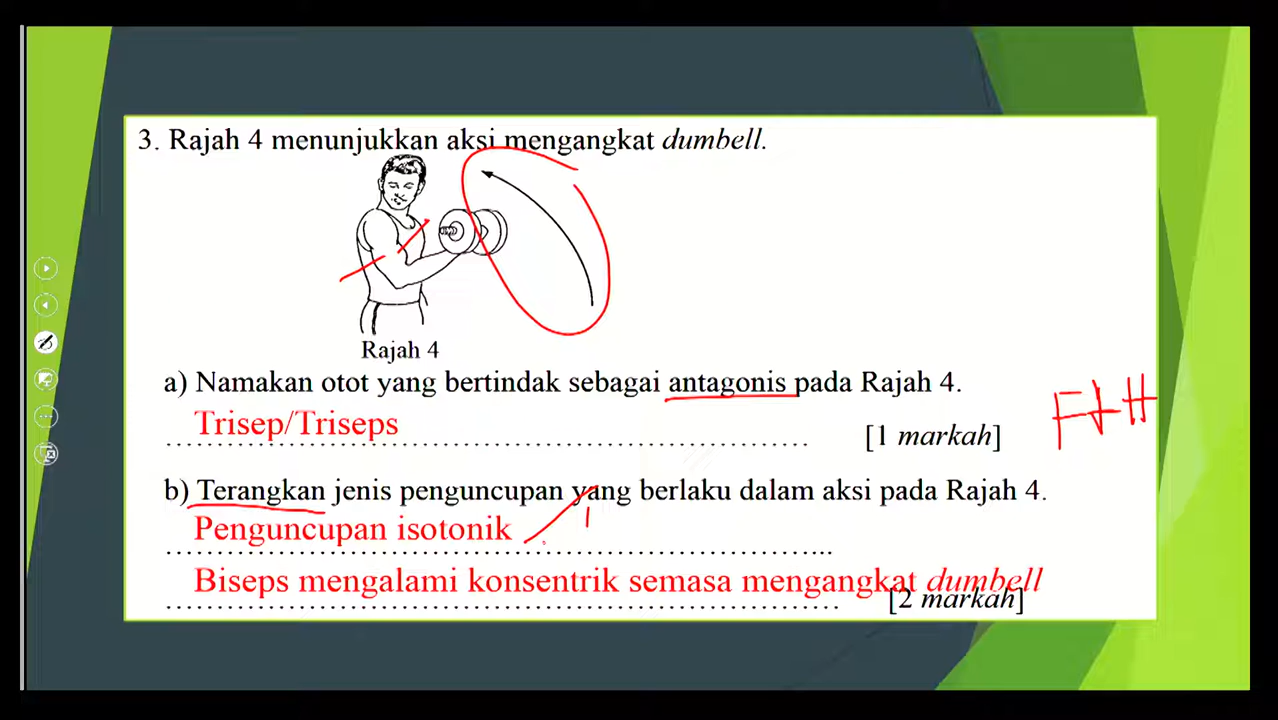 3. Rajah 4 menunjukkan aksi mengangkat dumbell.
Rajah 4
a) Namakan otot yang bertindak sebagai antagonis pada Rajah 4.
Trisep/Triseps
[1 markah]
b) Terangkan jenis penguncupan yang berlaku dalam aksi pada Rajah 4.
Penguncupan isotonik
1
Biseps mengalami konsentrik semasa mengangkat dumbell
[2 markah]